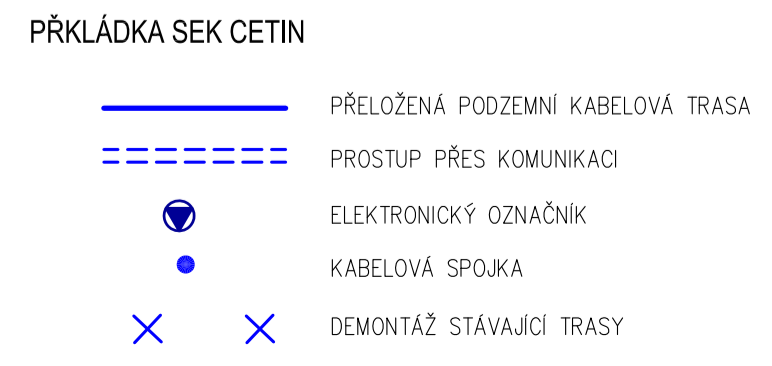 PŘKLÁDKA SEK CETIN
PŘELOŽENÁ PODZEMNÍ KABELOVÁ TRASA
PROSTUP PŘES KOMUNIKACI
ELEKTRONICKÝ OZNAČNÍK
KABELOVÁ SPOJKA
DEMONTÁŽ STÁVAJÍCÍ TRASY